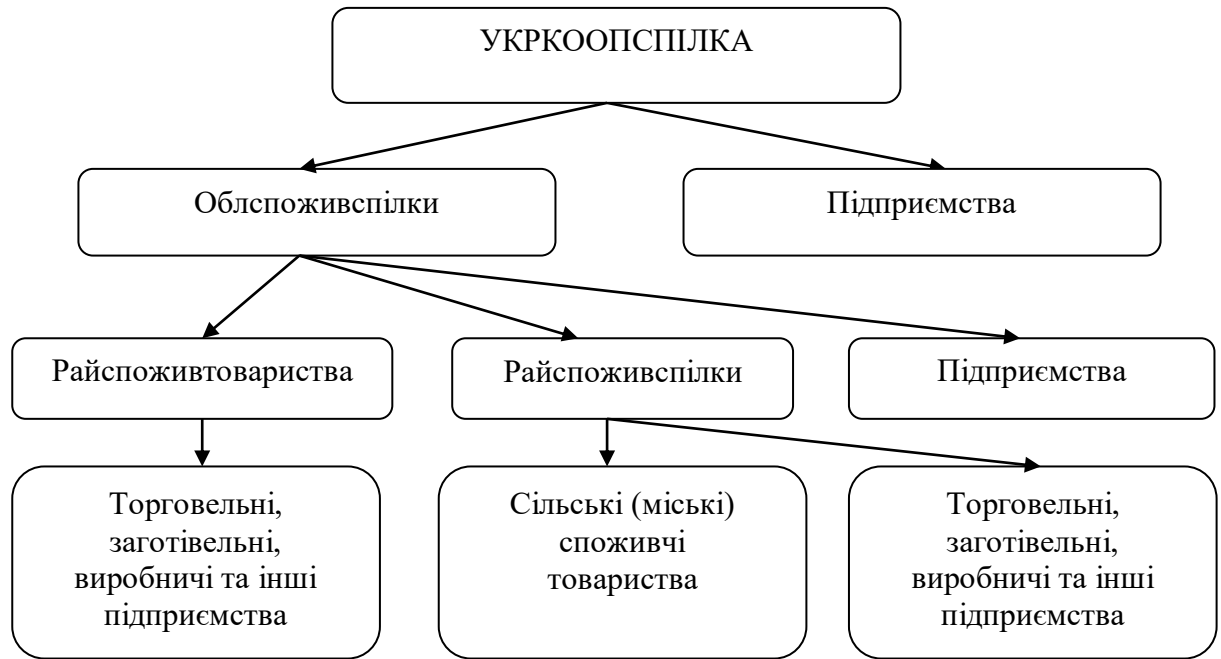 УКРКООПСПІЛКА
Облспоживспілки
Підприємства
Райспоживтовариства
Райспоживспілки
Підприємства
Торговельні,
заготівельні,
виробничі та інші
підприємства
Сільські (міські)
споживчі
товариства
Торговельні,
заготівельні,
виробничі та інші
підприємства